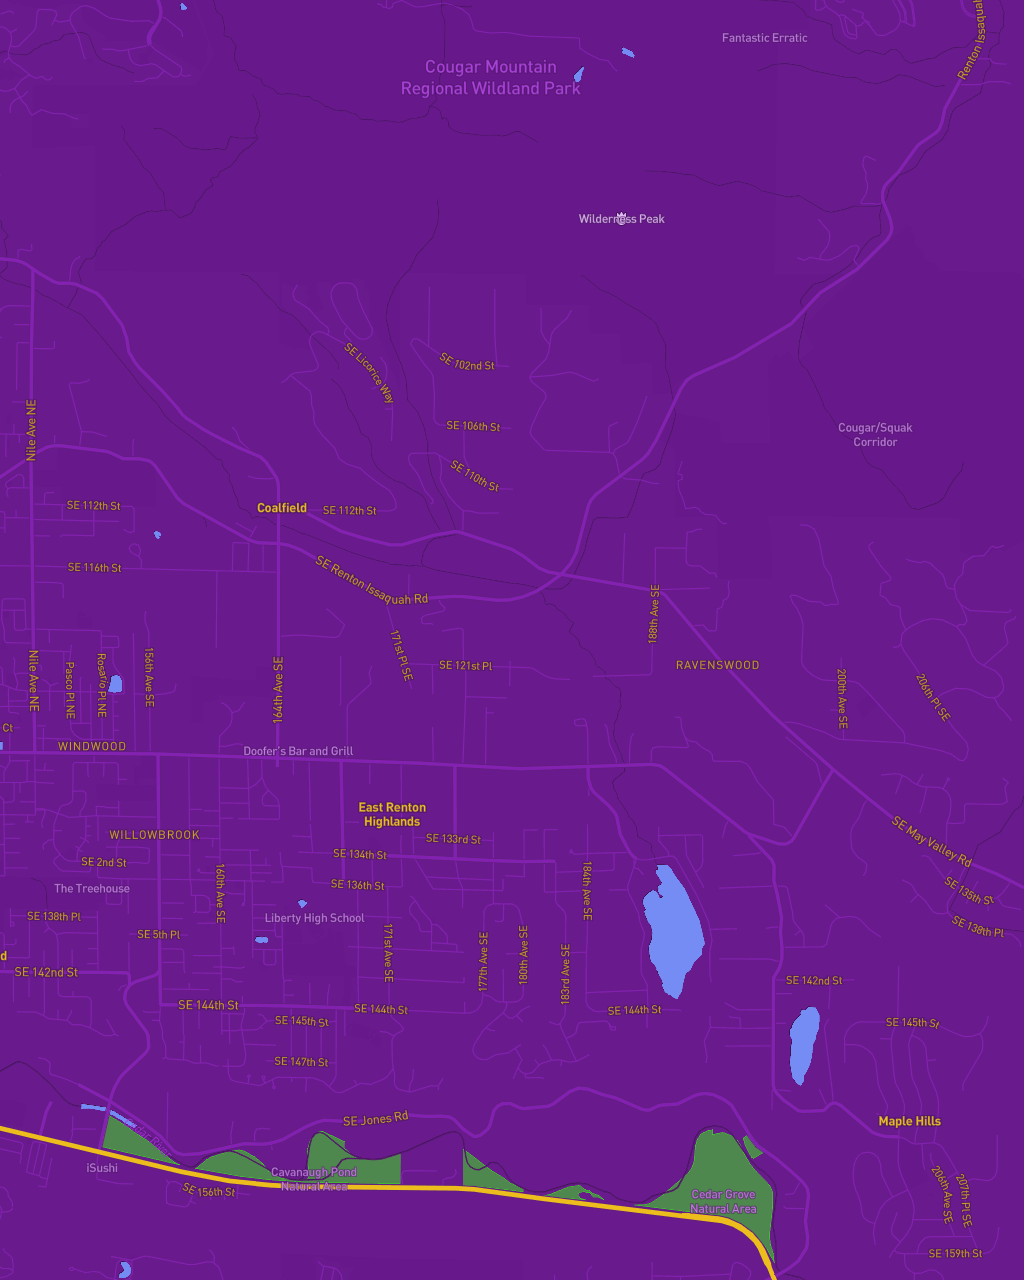 Fantastic Erratic
Renton Issaquah
Cougar Mountain
Regional Wildland Park
Wilderness Peak
SE Licorice Way
SE 102nd St
Nile Ave NE
SE 106th St
Cougar/Squak
Corridor
SE 110th St
SE 112th St
Coalfield
SE 112th St
SE 116th St
SE Renton Issaquah Rd
188th Ave SE
171st Pl SE
SE 121st Pl
RAVENSWOOD
Nile Ave NE
Pasco Pl NE
Rosario Pl NE
156th Ave SE
164th Ave SE
200th Ave SE
206th Pl SE
Ct
WINDWOOD
Doofer's Bar and Grill
East Renton
Highlands
WILLOWBROOK
SE 133rd St
SE May Valley Rd
SE 2nd St
SE 134th St
160th Ave SE
184th Ave SE
The Treehouse
SE 136th St
SE 135th St
SE 138th Pl
Liberty High School
SE 138th Pl
SE 5th Pl
171st Ave SE
177th Ave SE
180th Ave SE
183rd Ave SE
d
SE 142nd St
SE 142nd St
SE 144th St
SE 144th St
SE 144th St
SE 145th St
SE 145th St
SE 147th St
SE Jones Rd
Maple Hills
iSushi
Cavanaugh Pond
Natural Area
SE 156th St
Cedar Grove
Natural Area
206th Ave SE
207th Pl SE
SE 159th St